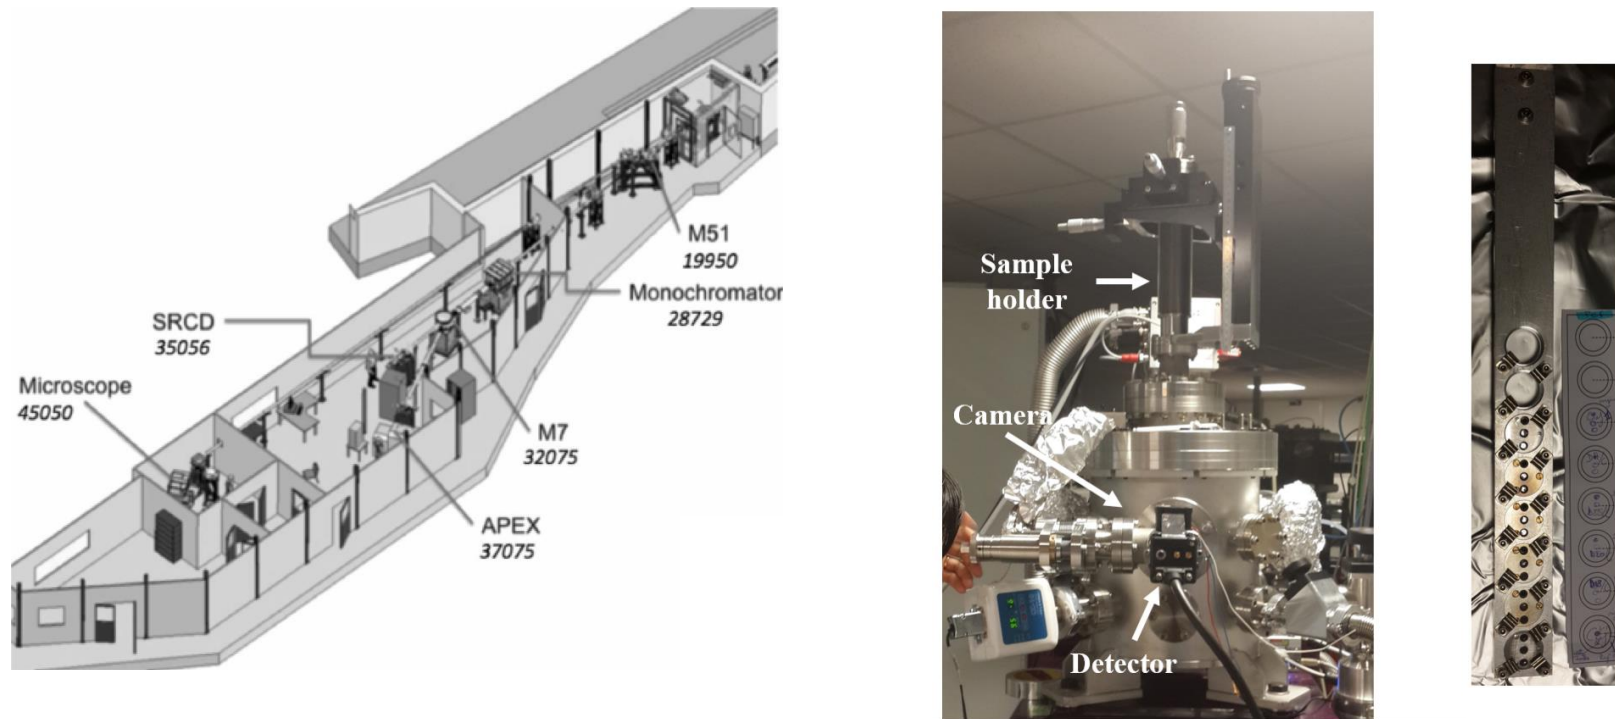 M51
19950
Monochromator
28729
SRCD
35056
Microscope
45050
M7
32075
APEX
37075
Sample
holder
Camera
Detector